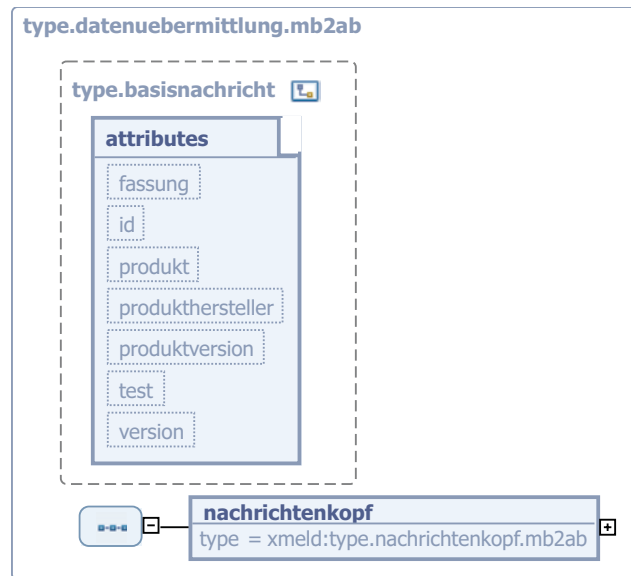 type.datenuebermittlung.mb2ab
type.basisnachricht
attributes
fassung
id
produkt
produkthersteller
produktversion
test
version
nachrichtenkopf
type = xmeld:type.nachrichtenkopf.mb2ab